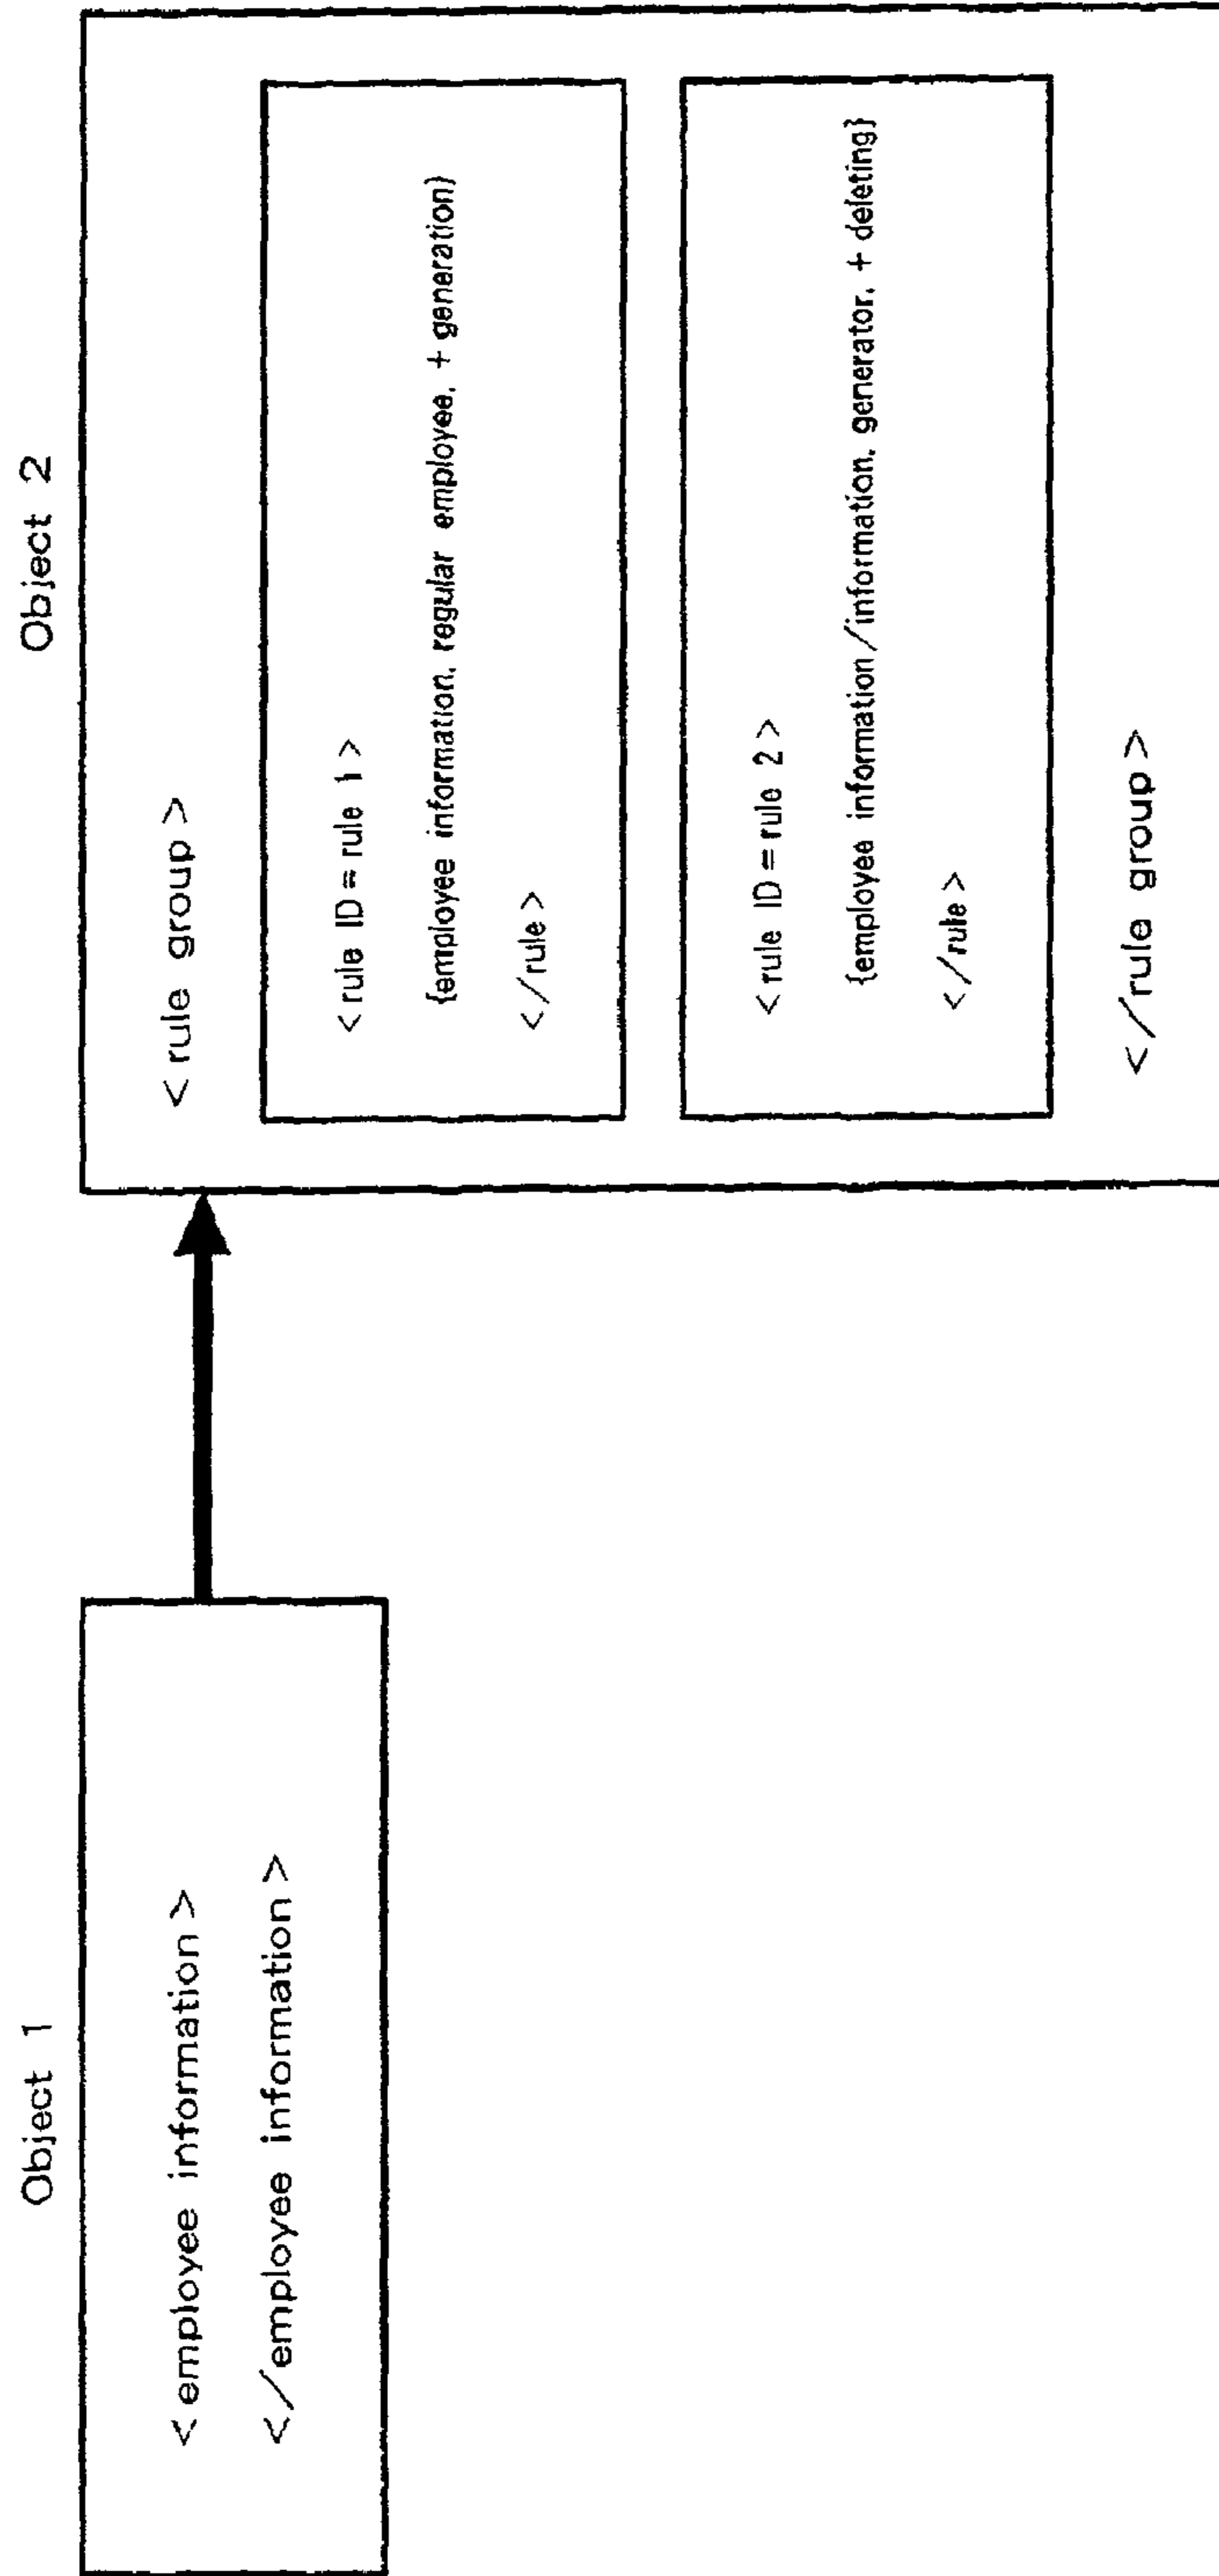 Object 1
<employee information>
</employee information>
Object 2
<rule group>
<rule ID=rule 1>
{employee information, regular employee, + generation}
</rule>
<rule ID=rule 2>
{employee information/information, generator, + deleting}
</rule>
</rule group>